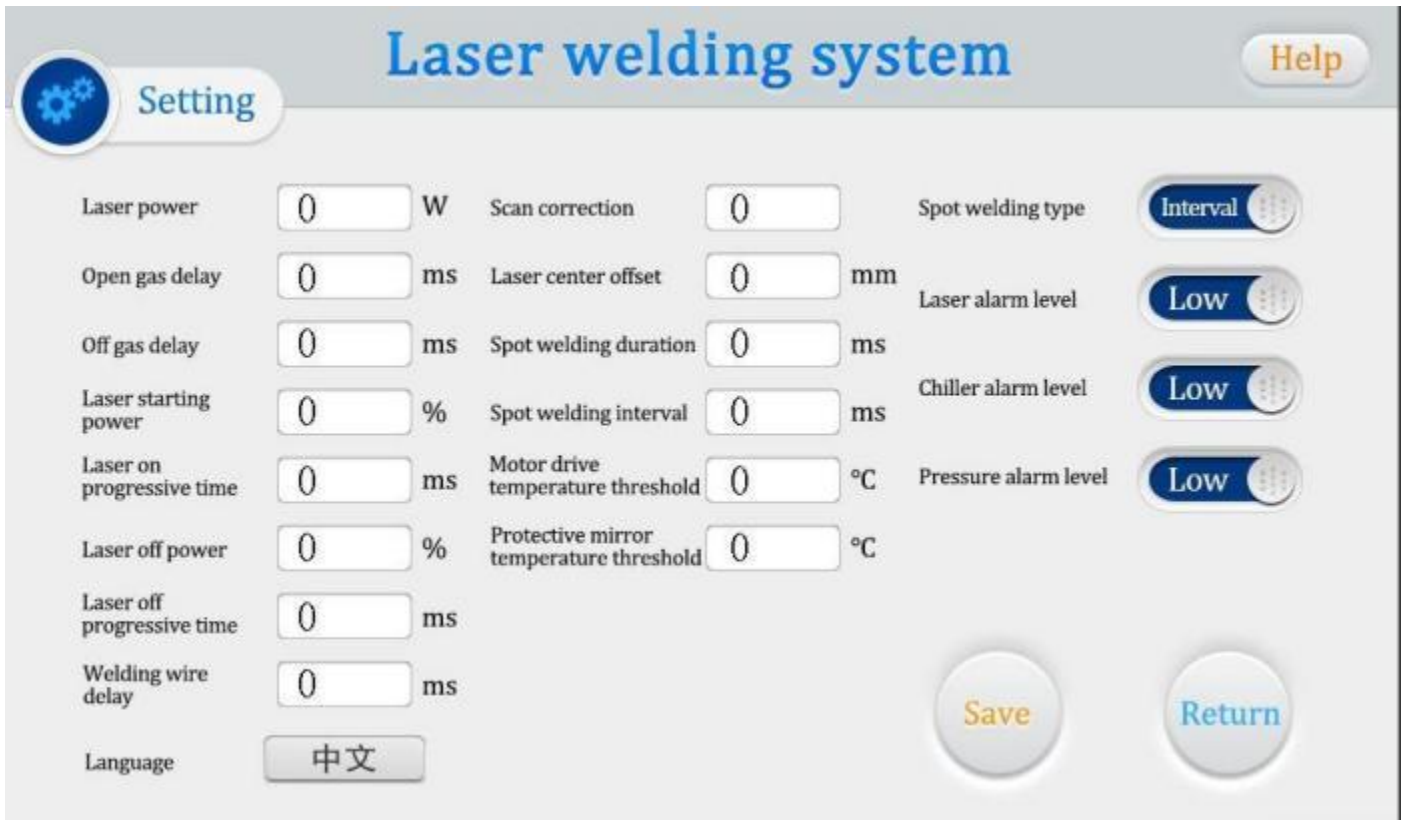 Laser welding system
Help
Setting
Laser power 0 W
Open gas delay 0 ms
Off gas delay 0 ms
Laser starting
power 0 %
Laser on
progressive time 0 ms
Laser off power 0 %
Laser off
progressive time 0 ms
Welding wire
delay 0 ms
Language 中文
Scan correction 0
Laser center offset 0 mm
Spot welding duration 0 ms
Spot welding interval 0 ms
Motor drive
temperature threshold 0 °C
Protective mirror
temperature threshold 0 °C
Spot welding type Interval
Laser alarm level Low
Chiller alarm level Low
Pressure alarm level Low
Save
Return